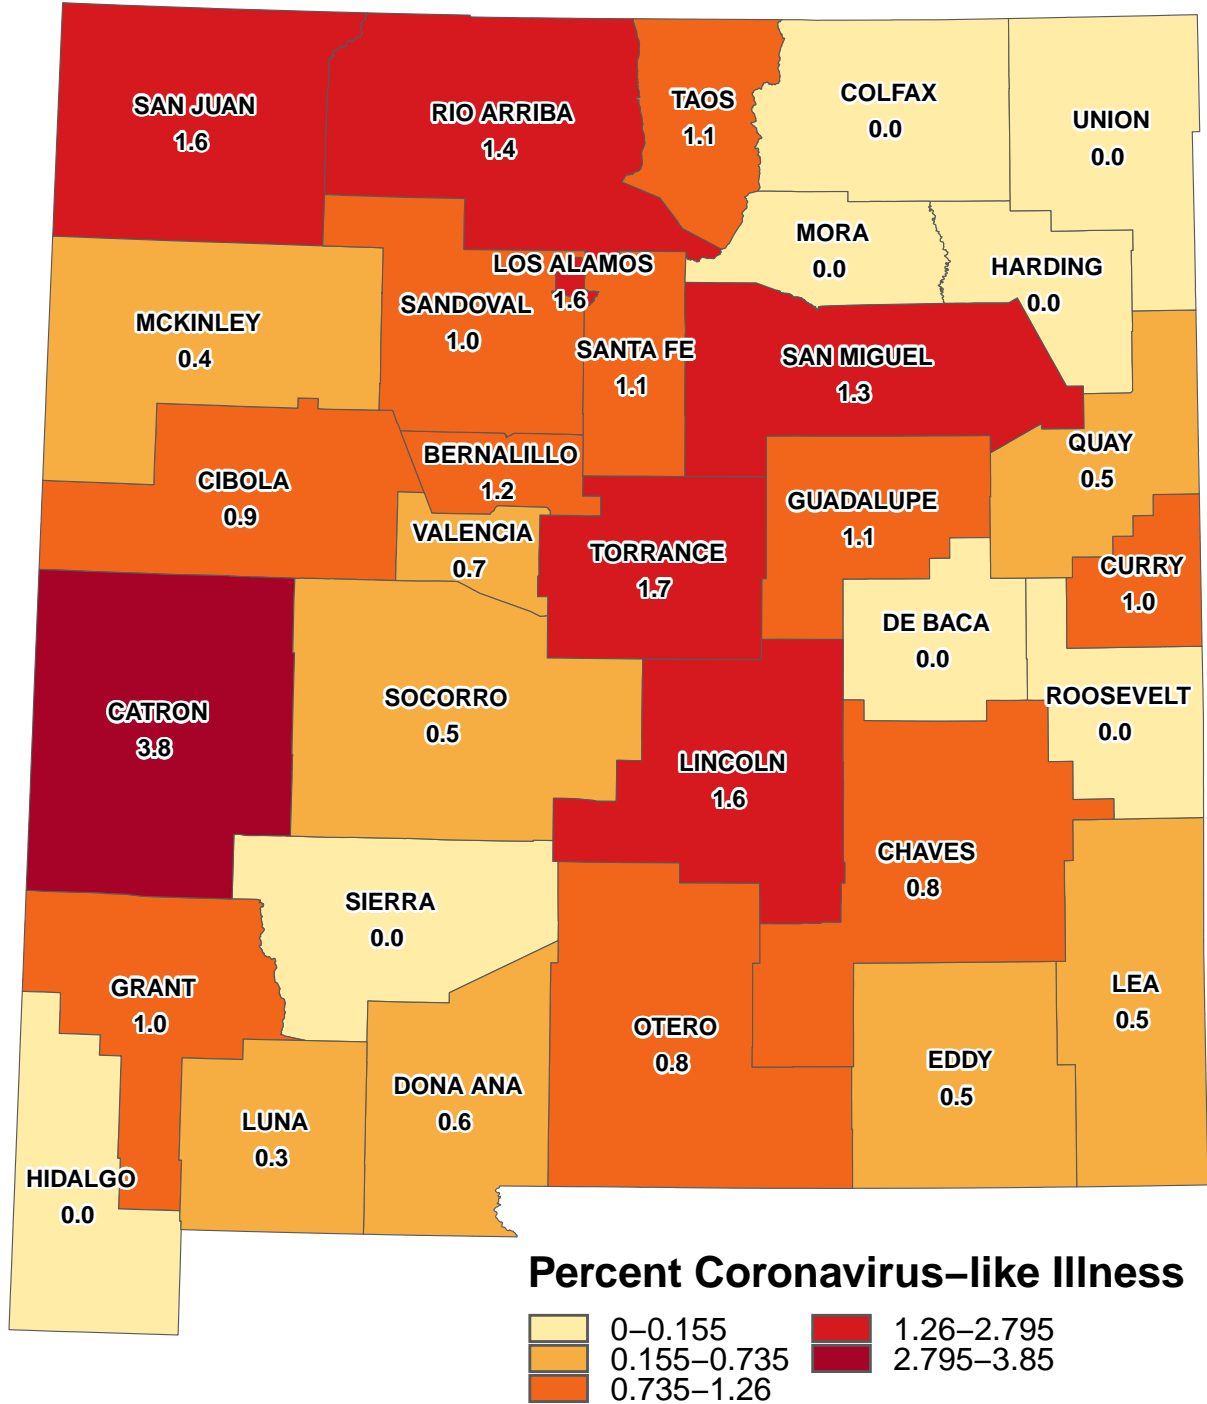 SAN JUAN
1.6
RIO ARRIBA
1.4
TAOS
1.1
COLFAX
0.0
UNION
0.0
MORA
0.0
HARDING
0.0
LOS ALAMOS
1.6
SANDOVAL
1.0
MCKINLEY
0.4
SANTA FE
1.1
SAN MIGUEL
1.3
QUAY
0.5
BERNALILLO
1.2
CIBOLA
0.9
GUADALUPE
1.1
VALENCIA
0.7
TORRANCE
1.7
CURRY
1.0
DE BACA
0.0
ROOSEVELT
0.0
CATRON
3.8
SOCORRO
0.5
LINCOLN
1.6
CHAVES
0.8
SIERRA
0.0
GRANT
1.0
LEA
0.5
OTERO
0.8
EDDY
0.5
DONA ANA
0.6
LUNA
0.3
HIDALGO
0.0
Percent Coronavirus−like Illness
0−0.155
0.155−0.735
0.735−1.26
1.26−2.795
2.795−3.85